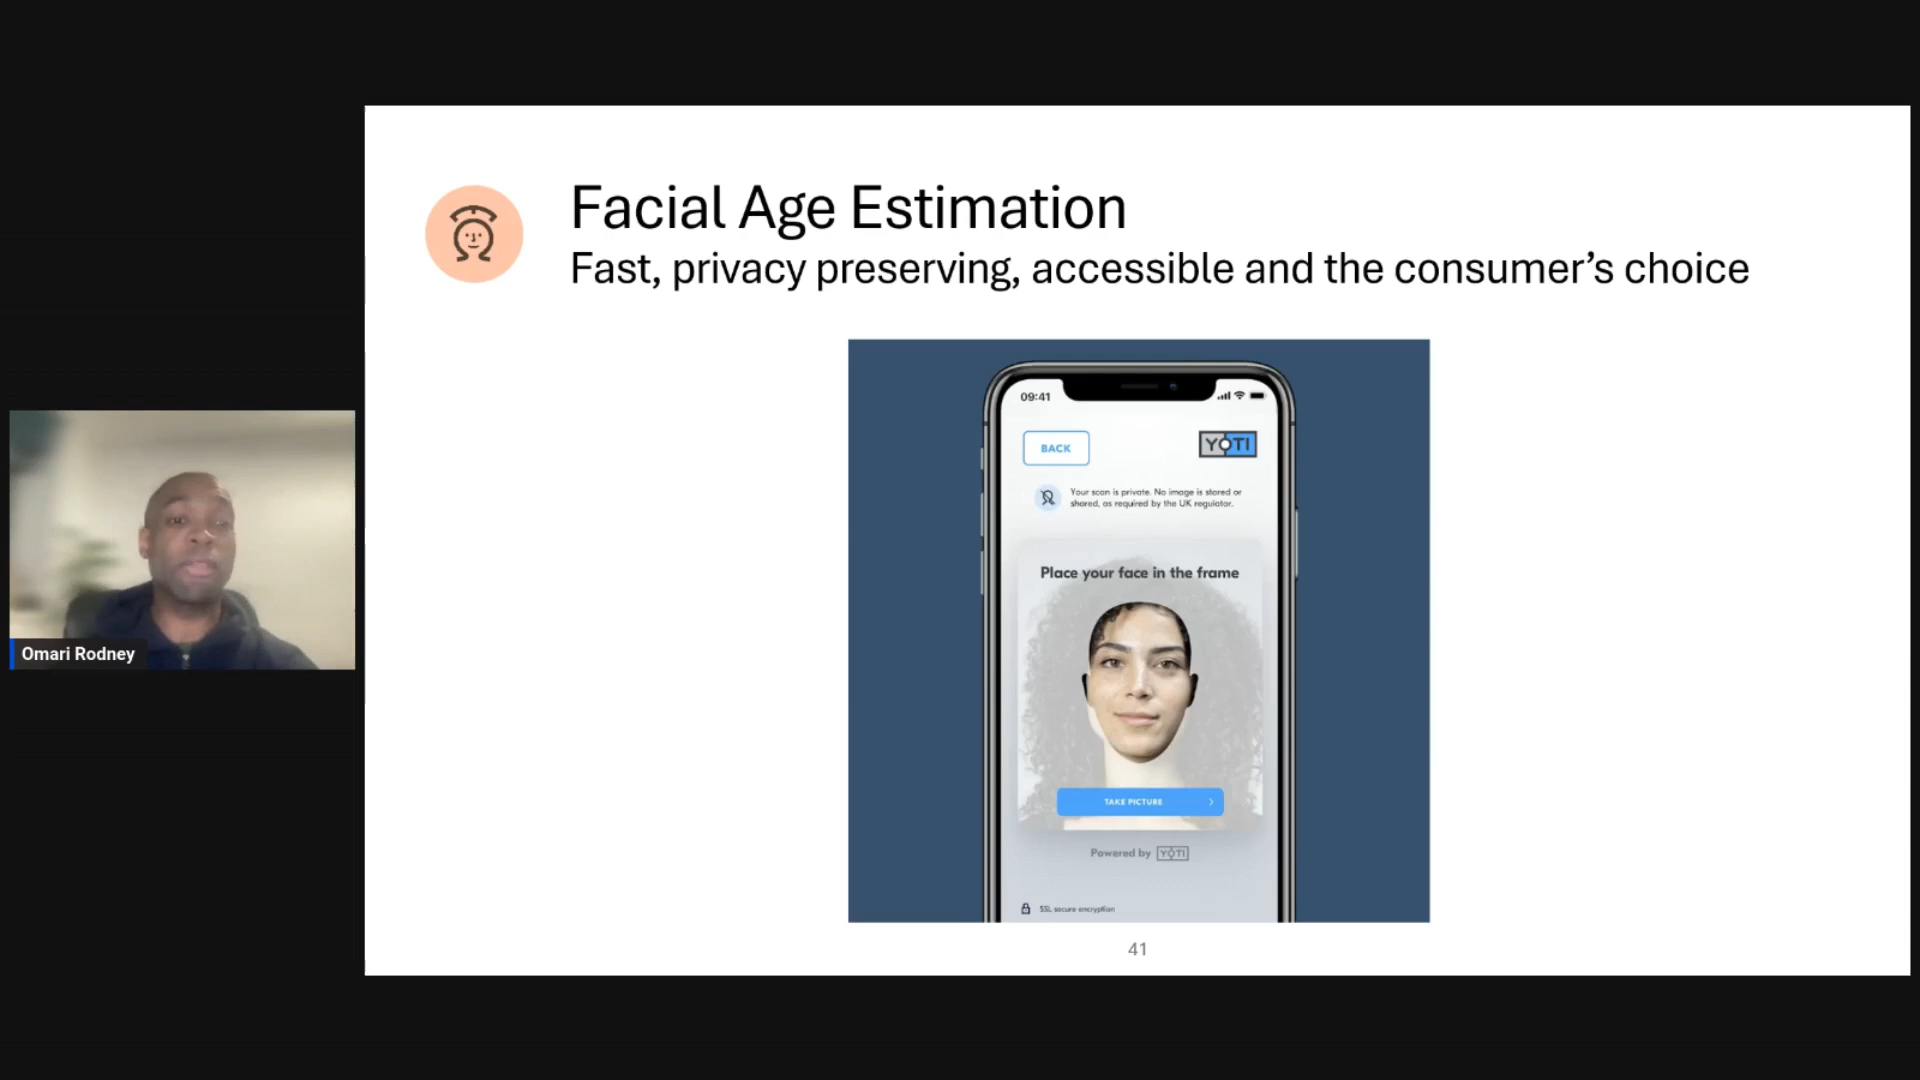 Facial Age Estimation
Fast, privacy preserving, accessible and the consumer’s choice
09:41
BACK
YOTI
Your scan is private. No image is stored or
shared, as required by the UK regulator.
Place your face in the frame
TAKE PICTURE
Powered by YOTI
SSL secure encryption
41
Omari Rodney